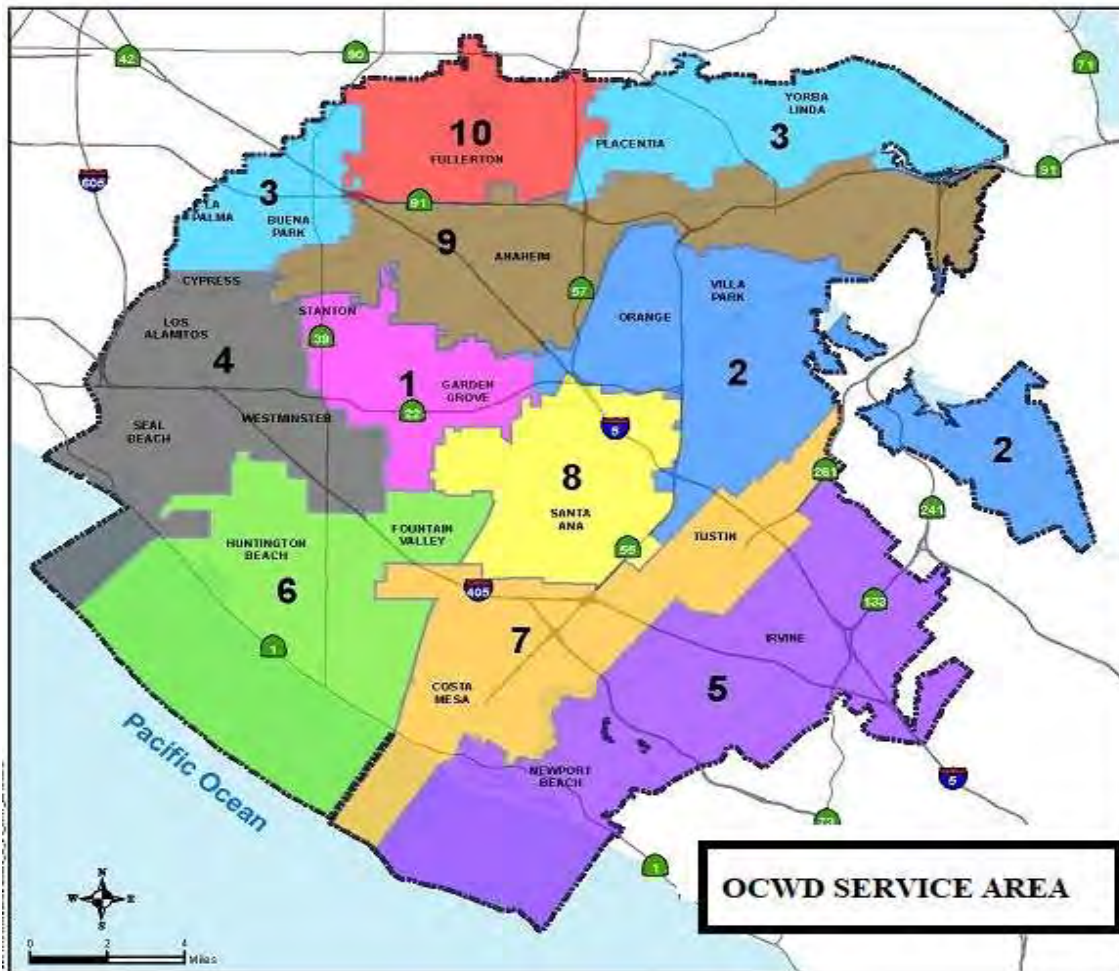 42
90
71
YORBA
LINDA
10
FULLERTON
PLACENTIA
3
605
91
91
LA
PALMA
3
BUENA
PARK
9
ANAHEIM
CYPRESS
57
VILLA
PARK
STANTON
ORANGE
LOS
ALAMITOS
39
4
1
GARDEN
GROVE
2
22
WESTMINSTER
SEAL
BEACH
5
8
2
261
SANTA
ANA
241
FOUNTAIN
VALLEY
HUNTINGTON
BEACH
55
TUSTIN
6
405
133
1
7
IRVINE
COSTA
MESA
5
Pacific Ocean
NEWPORT
BEACH
5
73
1
OCWD SERVICE AREA
N
W
E
S
0 2 4
Miles